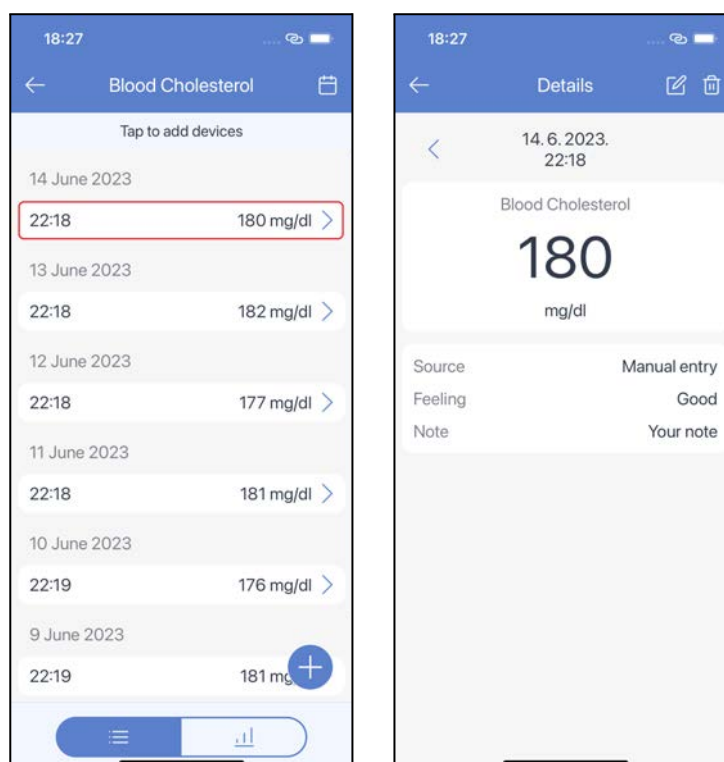 18:27
Blood Cholesterol
Tap to add devices
14 June 2023
22:18 180 mg/dl
13 June 2023
22:18 182 mg/dl
12 June 2023
22:18 177 mg/dl
11 June 2023
22:18 181 mg/dl
10 June 2023
22:19 176 mg/dl
9 June 2023
22:19 181 mg
18:27
Details
14. 6. 2023.
22:18
Blood Cholesterol
180
mg/dl
Source Manual entry
Feeling Good
Note Your note